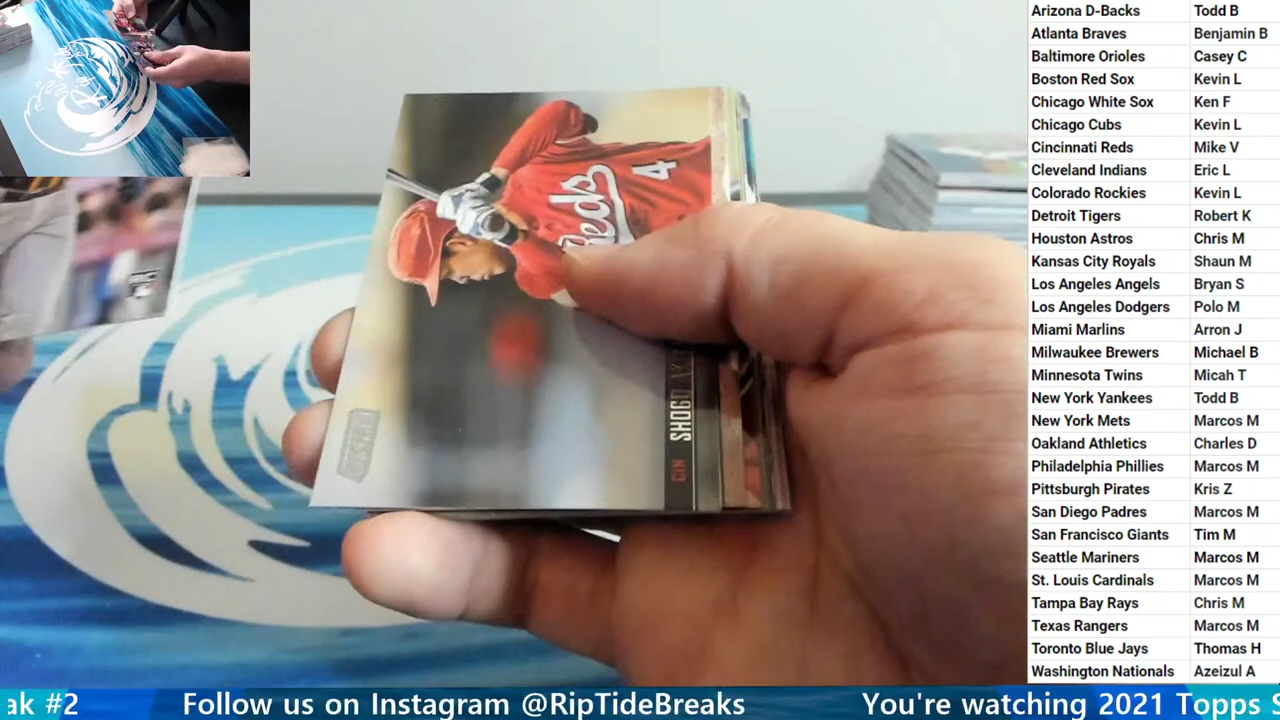 Arizona D-Backs Todd B
Atlanta Braves Benjamin B
Baltimore Orioles Casey C
Boston Red Sox Kevin L
Chicago White Sox Ken F
Chicago Cubs Kevin L
Cincinnati Reds Mike V
Cleveland Indians Eric L
Colorado Rockies Kevin L
Detroit Tigers Robert K
Houston Astros Chris M
Kansas City Royals Shaun M
Los Angeles Angels Bryan S
Los Angeles Dodgers Polo M
Miami Marlins Arron J
Milwaukee Brewers Michael B
Minnesota Twins Micah T
New York Yankees Todd B
New York Mets Marcos M
Oakland Athletics Charles D
Philadelphia Phillies Marcos M
Pittsburgh Pirates Kris Z
San Diego Padres Marcos M
San Francisco Giants Tim M
Seattle Mariners Marcos M
St. Louis Cardinals Marcos M
Tampa Bay Rays Chris M
Texas Rangers Marcos M
Toronto Blue Jays Thomas H
Washington Nationals Azeizul A
Reds
4
CIN SHOGO
ak #2 Follow us on Instagram @RipTideBreaks You're watching 2021 Topps S